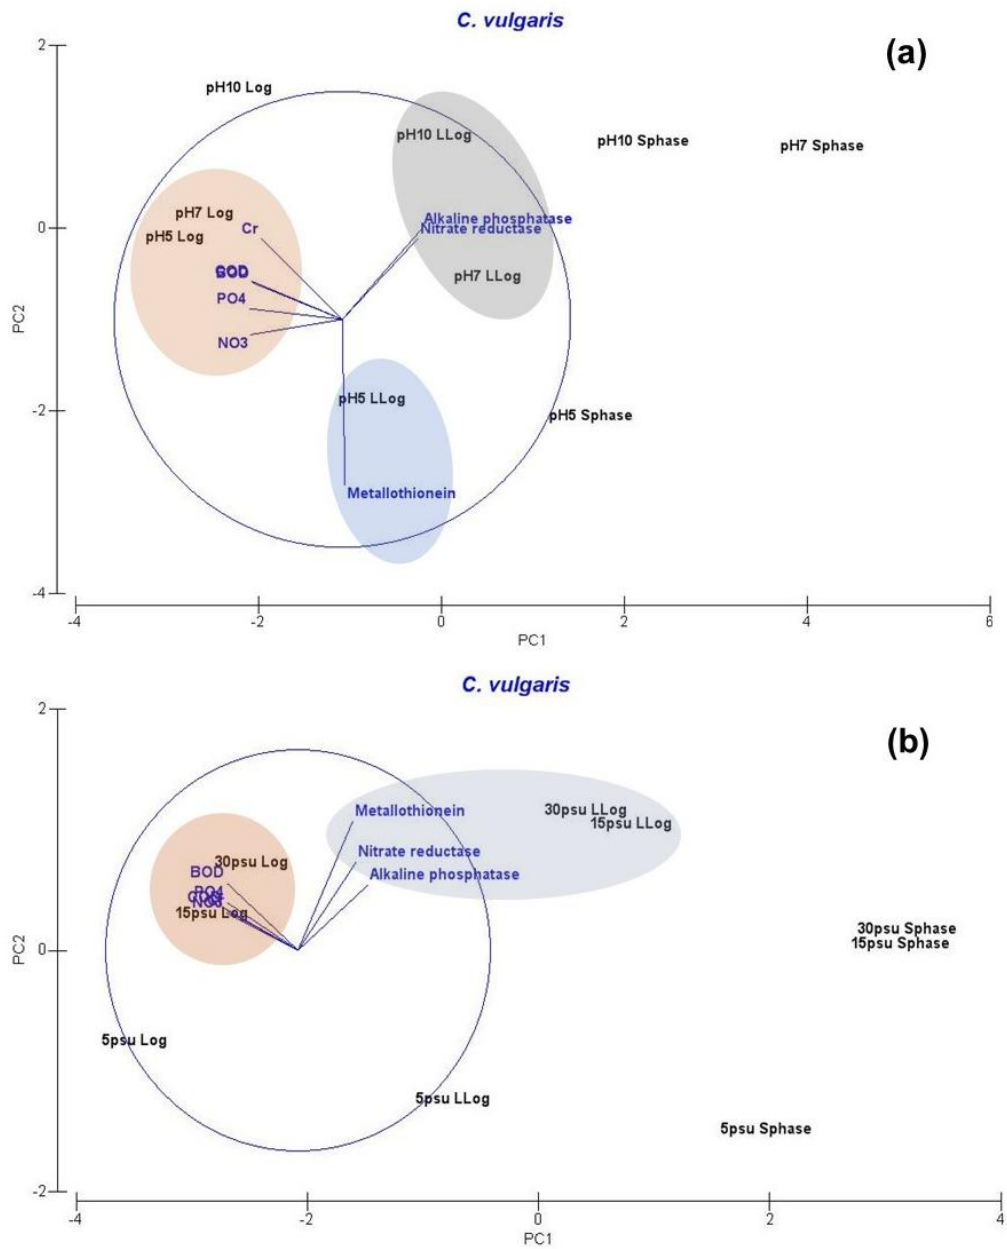 C. vulgaris
(a)
2
pH10 Log
pH10 LLog
pH10 Sphase
pH7 Sphase
pH7 Log
Alkaline phosphatase
0
Cr
Nitrate reductase
pH5 Log
COD
pH7 LLog
PO4
PC2
NO3
pH5 LLog
-2
pH5 Sphase
Metallothionein
-4
-4
-2
0
2
4
6
PC1
C. vulgaris
2
(b)
Metallothionein
30psu LLog
15psu LLog
Nitrate reductase
30psu Log
BOD
Alkaline phosphatase
PO4
NO3
15psu Log
30psu Sphase
15psu Sphase
0
PC2
5psu Log
5psu LLog
5psu Sphase
-2
-4
-2
0
2
4
PC1